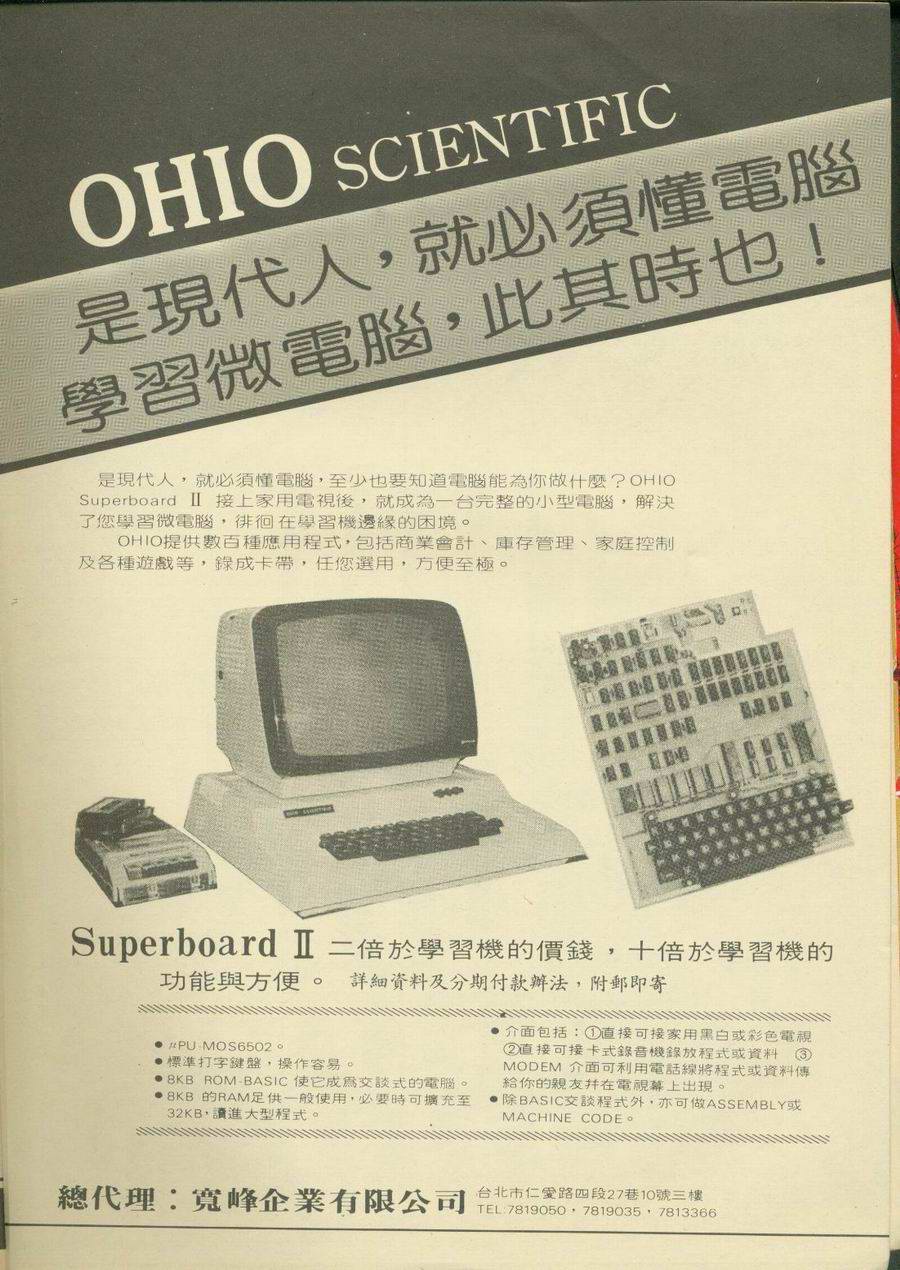 OHIO SCIENTIFIC
是現代人，就必須懂電腦
學習微電腦，此其時也！
是現代人，就必須懂電腦，至少也要知道電腦能為你做什麼？OHIO
Superboard Ⅱ 接上家用電視後，就成為一台完整的小型電腦，解決
了您學習微電腦，徘徊在學習機邊緣的困境。
OHIO提供數百種應用程式，包括商業會計、庫存管理、家庭控制
及各種遊戲等，錄成卡帶，任您選用，方便至極。
OHIO SCIENTIFIC
Superboard Ⅱ 二倍於學習機的價錢，十倍於學習機的
功能與方便。 詳細資料及分期付款辦法，附郵即寄
●μPU-MOS6502。
●標準打字鍵盤，操作容易。
●8KB ROM-BASIC 使它成爲交談式的電腦。
●8KB 的RAM足供一般使用，必要時可擴充至
32KB，讀進大型程式。
●介面包括：①直接可接家用黑白或彩色電視
②直接可接卡式錄音機錄放程式或資料 ③
MODEM 介面可利用電話線將程式或資料傳
給你的親友幷在電視幕上出現。
●除BASIC交談程式外，亦可做ASSEMBLY或
MACHINE CODE。
總代理：寬峰企業有限公司
台北市仁愛路四段27巷10號三樓
TEL:7819050，7819035，7813366